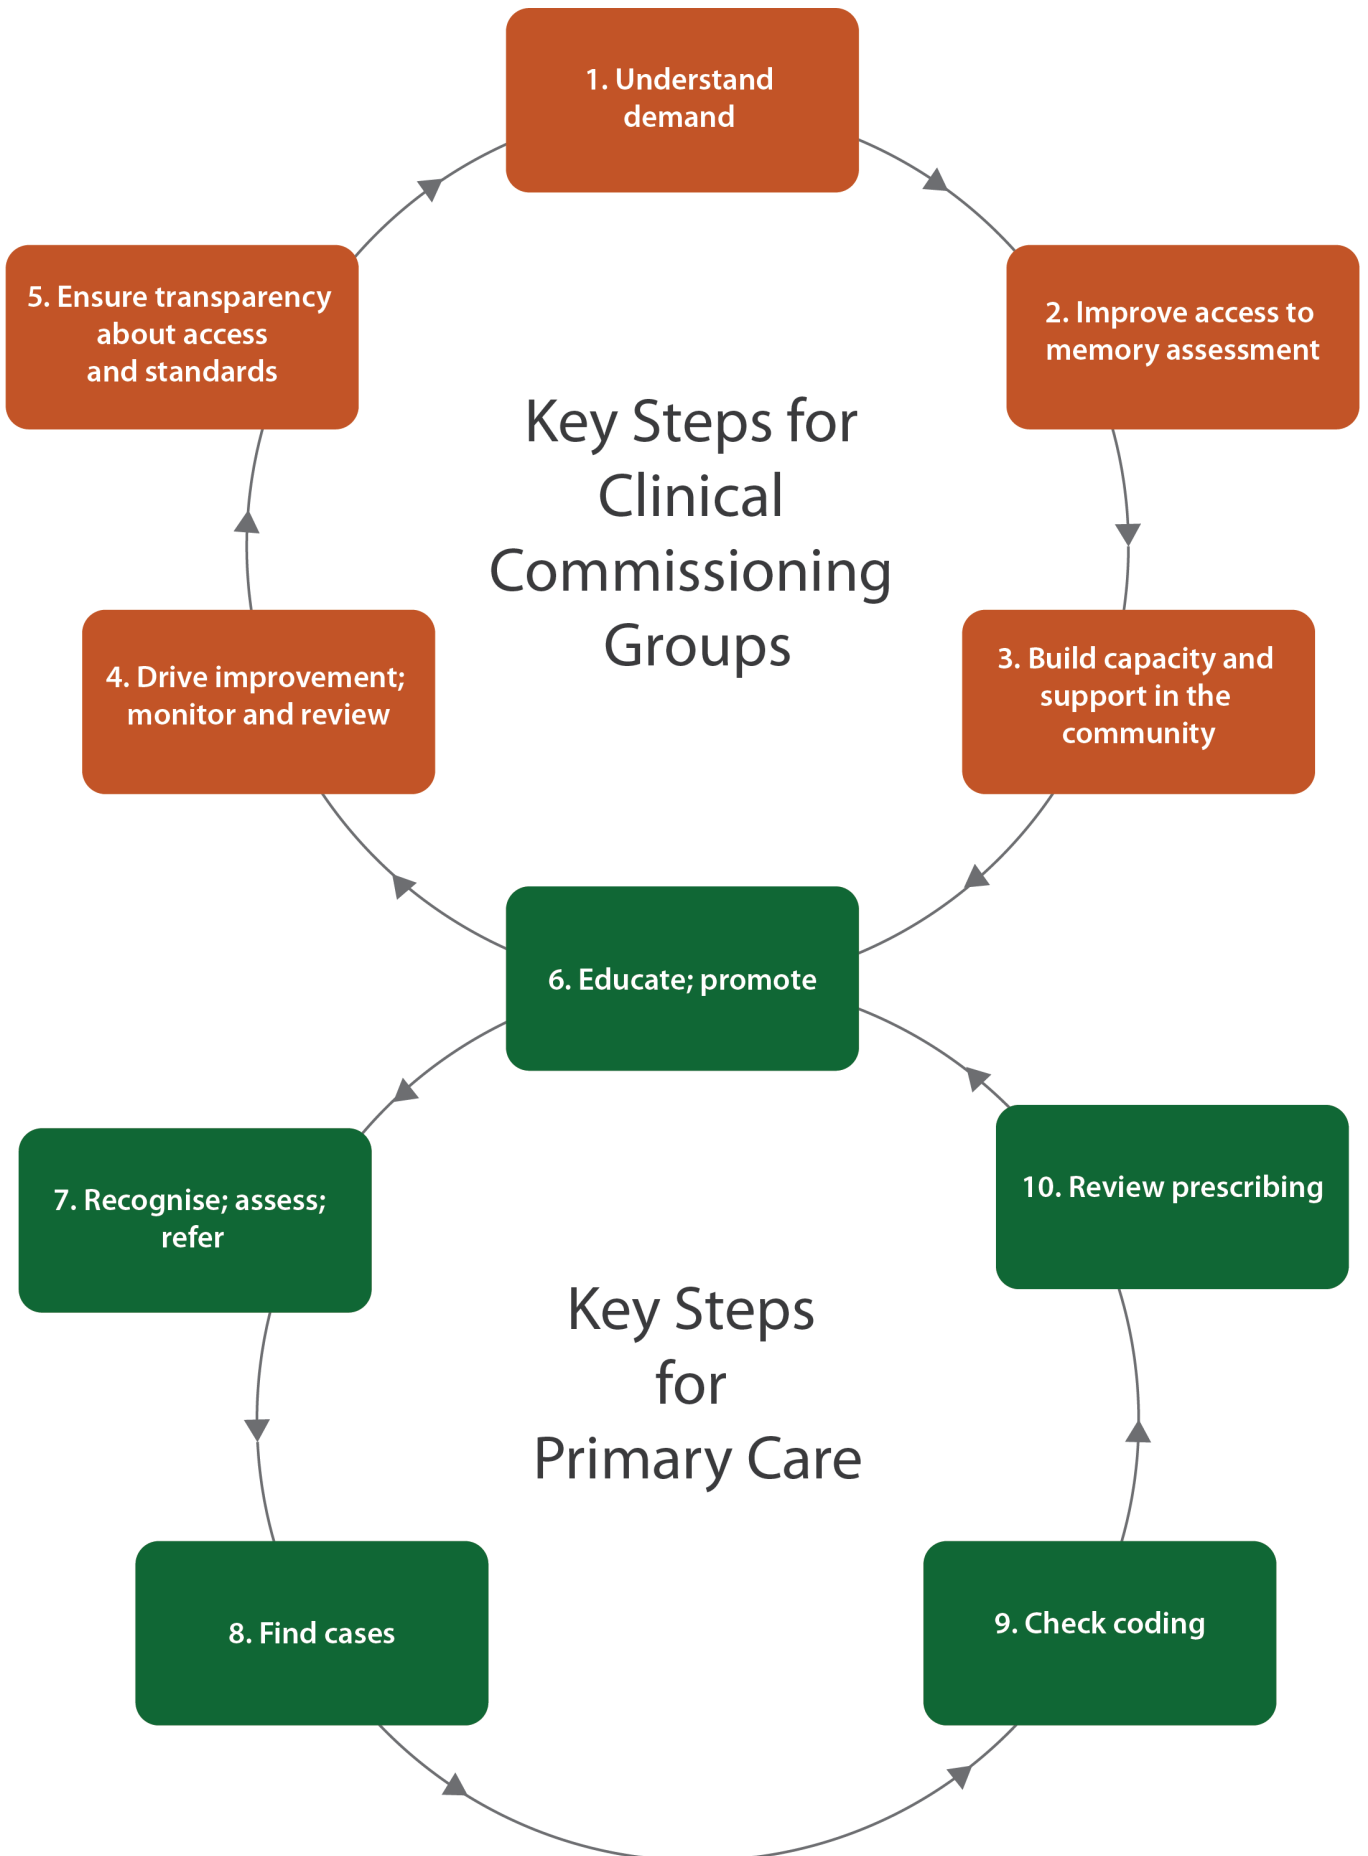 1. Understand
demand
2. Improve access to
memory assessment
3. Build capacity and
support in the
community
4. Drive improvement;
monitor and review
5. Ensure transparency
about access
and standards
Key Steps for
Clinical
Commissioning
Groups
6. Educate; promote
7. Recognise; assess;
refer
8. Find cases
9. Check coding
10. Review prescribing
Key Steps
for
Primary Care